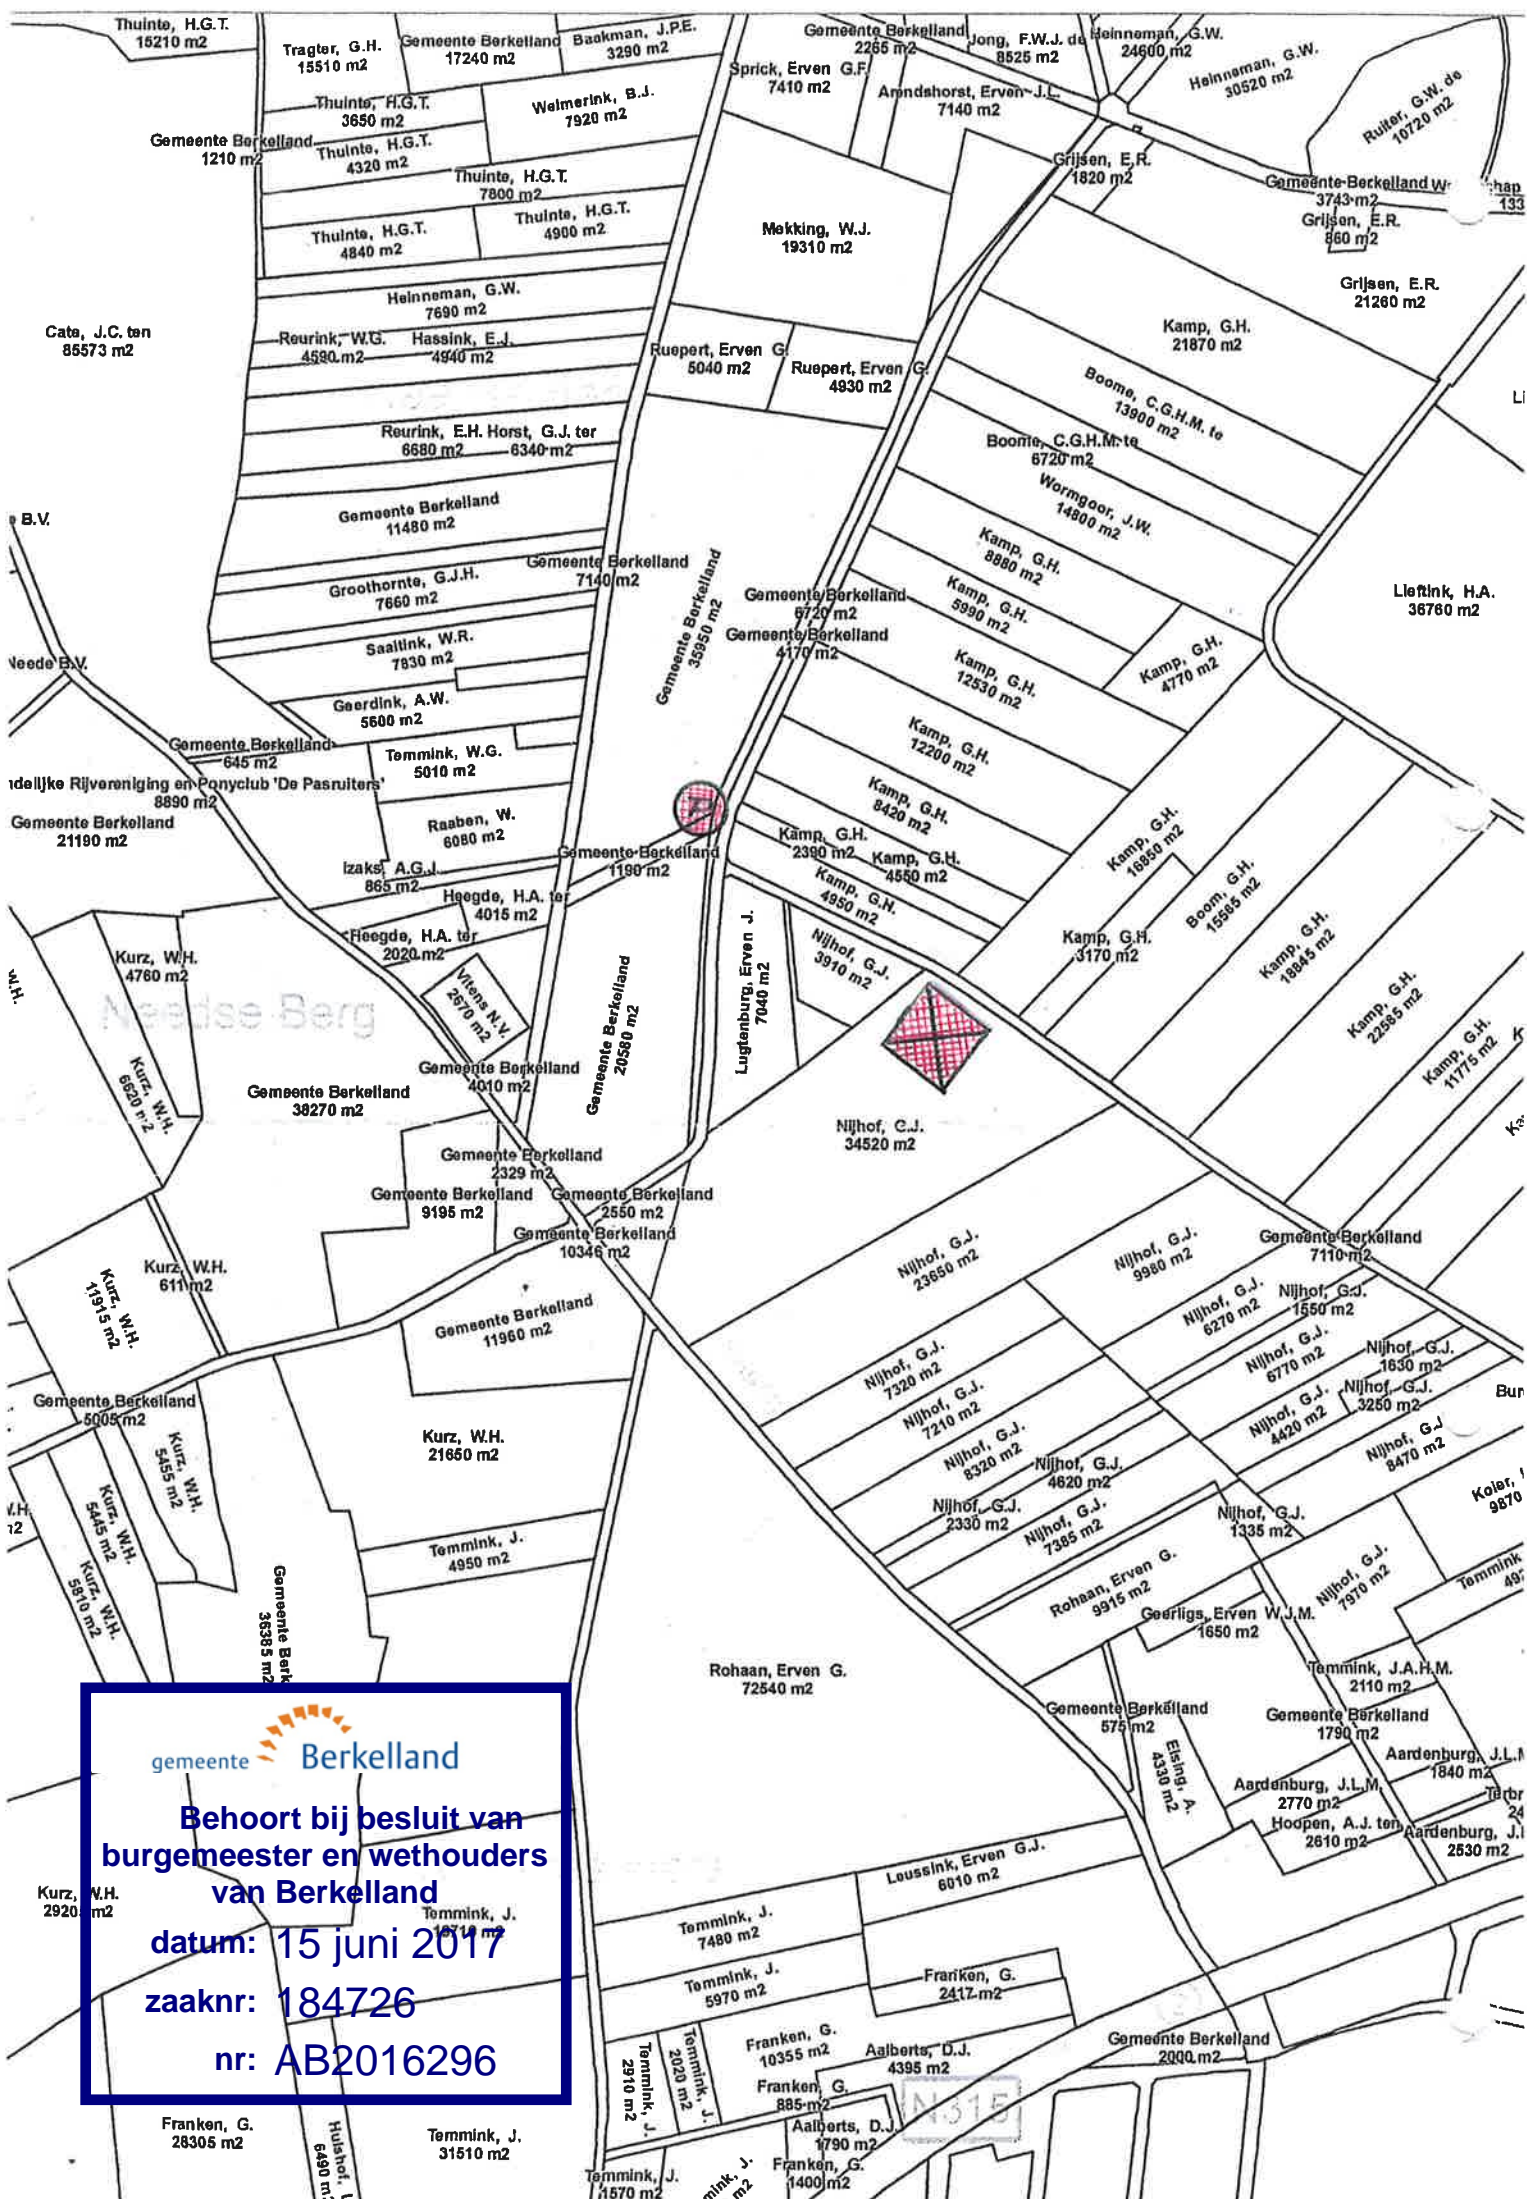 Thuinte, H.G.T.
15210 m2
Tragter, G.H.
15510 m2
Gemeente Berkelland
17240 m2
Baakman, J.P.E.
3290 m2
Gemeente Berkelland
2265 m2
Jong, F.W.J. de
8525 m2
Heinneman, G.W.
24600 m2
Heinneman, G.W.
30520 m2
Ruiter, G.W. de
10720 m2
Sprick, Erven G.F.
7410 m2
Arendshorst, Erven J.L.
7140 m2
Thuinte, H.G.T.
3650 m2
Welmerink, B.J.
7920 m2
Gemeente Berkelland
1210 m2
Thuinte, H.G.T.
4320 m2
Thuinte, H.G.T.
7800 m2
Grijsen, E.R.
1820 m2
Gemeente Berkelland
3743 m2
Grijsen, E.R.
860 m2
Thuinte, H.G.T.
4840 m2
Thuinte, H.G.T.
4900 m2
Mekking, W.J.
19310 m2
Grijsen, E.R.
21260 m2
Heinneman, G.W.
7690 m2
Cate, J.C. ten
85573 m2
Reurink, W.G.
4590 m2
Hassink, E.J.
4940 m2
Ruepert, Erven G.
5040 m2
Ruepert, Erven G.
4930 m2
Kamp, G.H.
21870 m2
Boome, C.G.H.M. te
13900 m2
Reurink, E.H.
6680 m2
Horst, G.J. ter
6340 m2
Boome, C.G.H.M. te
6720 m2
Wormgoor, J.W.
14800 m2
Gemeente Berkelland
11480 m2
B.V.
Kamp, G.H.
8880 m2
Groothornte, G.J.H.
7660 m2
Gemeente Berkelland
7140 m2
Gemeente Berkelland
35950 m2
Gemeente Berkelland
6720 m2
Kamp, G.H.
5990 m2
Lieftink, H.A.
36760 m2
Gemeente Berkelland
4170 m2
Saaltink, W.R.
7830 m2
Neede B.V.
Kamp, G.H.
12530 m2
Kamp, G.H.
4770 m2
Geerdink, A.W.
5600 m2
Gemeente Berkelland
645 m2
Temmink, W.G.
5010 m2
Kamp, G.H.
12200 m2
ndelijke Rijvereniging en Ponyclub 'De Pasruiters'
8890 m2
Gemeente Berkelland
21190 m2
Raaben, W.
6080 m2
P
Kamp, G.H.
8420 m2
Kamp, G.H.
2390 m2
Kamp, G.H.
4550 m2
Kamp, G.H.
16850 m2
Izaks, A.G.J.
865 m2
Gemeente Berkelland
1190 m2
Kamp, G.H.
4950 m2
Boom, G.H.
15565 m2
Heegde, H.A. ter
4015 m2
Heegde, H.A. ter
2020 m2
Lugtenburg, Erven J.
7040 m2
Nijhof, G.J.
3910 m2
Kamp, G.H.
3170 m2
Kamp, G.H.
18845 m2
Kurz, W.H.
4760 m2
W.H.
Neede Berg
Vitens N.V.
2670 m2
Gemeente Berkelland
20580 m2
Kamp, G.H.
22585 m2
Kamp, G.H.
11775 m2
Kurz, W.H.
6620 m2
Gemeente Berkelland
38270 m2
Gemeente Berkelland
4010 m2
Nijhof, G.J.
34520 m2
Gemeente Berkelland
2329 m2
Gemeente Berkelland
9195 m2
Gemeente Berkelland
2550 m2
Gemeente Berkelland
10346 m2
Kurz, W.H.
611 m2
Kurz, W.H.
11915 m2
Nijhof, G.J.
23650 m2
Nijhof, G.J.
9980 m2
Gemeente Berkelland
7110 m2
Nijhof, G.J.
6270 m2
Nijhof, G.J.
1550 m2
Gemeente Berkelland
11960 m2
Nijhof, G.J.
7320 m2
Nijhof, G.J.
6770 m2
Nijhof, G.J.
1630 m2
Gemeente Berkelland
5005 m2
Nijhof, G.J.
7210 m2
Nijhof, G.J.
4420 m2
Nijhof, G.J.
3250 m2
Kurz, W.H.
5455 m2
Kurz, W.H.
21650 m2
Nijhof, G.J.
8320 m2
Nijhof, G.J.
4620 m2
Nijhof, G.J
8470 m2
Kurz, W.H.
5445 m2
Nijhof, G.J.
2330 m2
Nijhof, G.J.
7385 m2
Nijhof, G.J.
1335 m2
Koier,
9870
Temmink, J.
4950 m2
Kurz, W.H.
5810 m2
Gemeente Berk
36385 m2
Rohaan, Erven G.
9915 m2
Nijhof, G.J.
7970 m2
Temmink
Geerligs, Erven W.J.M.
1650 m2
Rohaan, Erven G.
72540 m2
Temmink, J.A.H.M.
2110 m2
Gemeente Berkelland
575 m2
Gemeente Berkelland
1790 m2
Elsing, A.
4330 m2
Aardenburg, J.L.M
1840 m2
Aardenburg, J.L.M.
2770 m2
Hoopen, A.J. ten
2610 m2
Aardenburg, J.
2530 m2
gemeente Berkelland
Behoort bij besluit van
burgemeester en wethouders
van Berkelland
datum: 15 juni 2017
zaaknr: 184726
nr: AB2016296
Kurz, W.H.
2920 m2
Temmink, J.
Leussink, Erven G.J.
6010 m2
Temmink, J.
7480 m2
Temmink, J.
5970 m2
Franken, G.
2417 m2
Temmink, J.
2910 m2
Temmink, J.
2020 m2
Franken, G.
10355 m2
Aalberts, D.J.
4395 m2
Gemeente Berkelland
2000 m2
Franken, G.
885 m2
N315
Aalberts, D.J.
1790 m2
Franken, G.
28305 m2
Hulshof,
6490 m
Temmink, J.
31510 m2
Temmink, J.
1570 m2
mink, J.
m2
Franken, G.
1400 m2